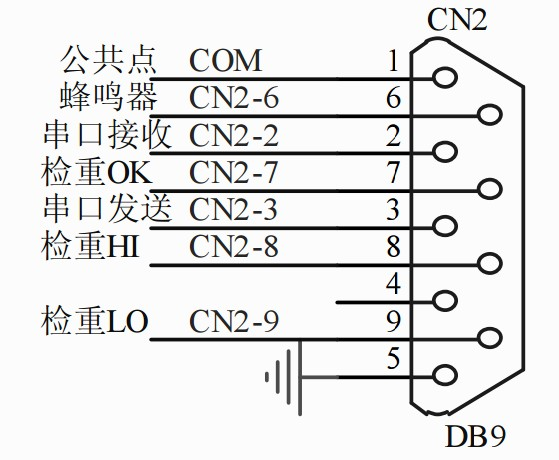 CN2
公共点 COM 1
蜂鸣器 CN2-6 6
串口接收 CN2-2 2
检重OK CN2-7 7
串口发送 CN2-3 3
检重HI CN2-8 8
4
检重LO CN2-9 9
5
DB9